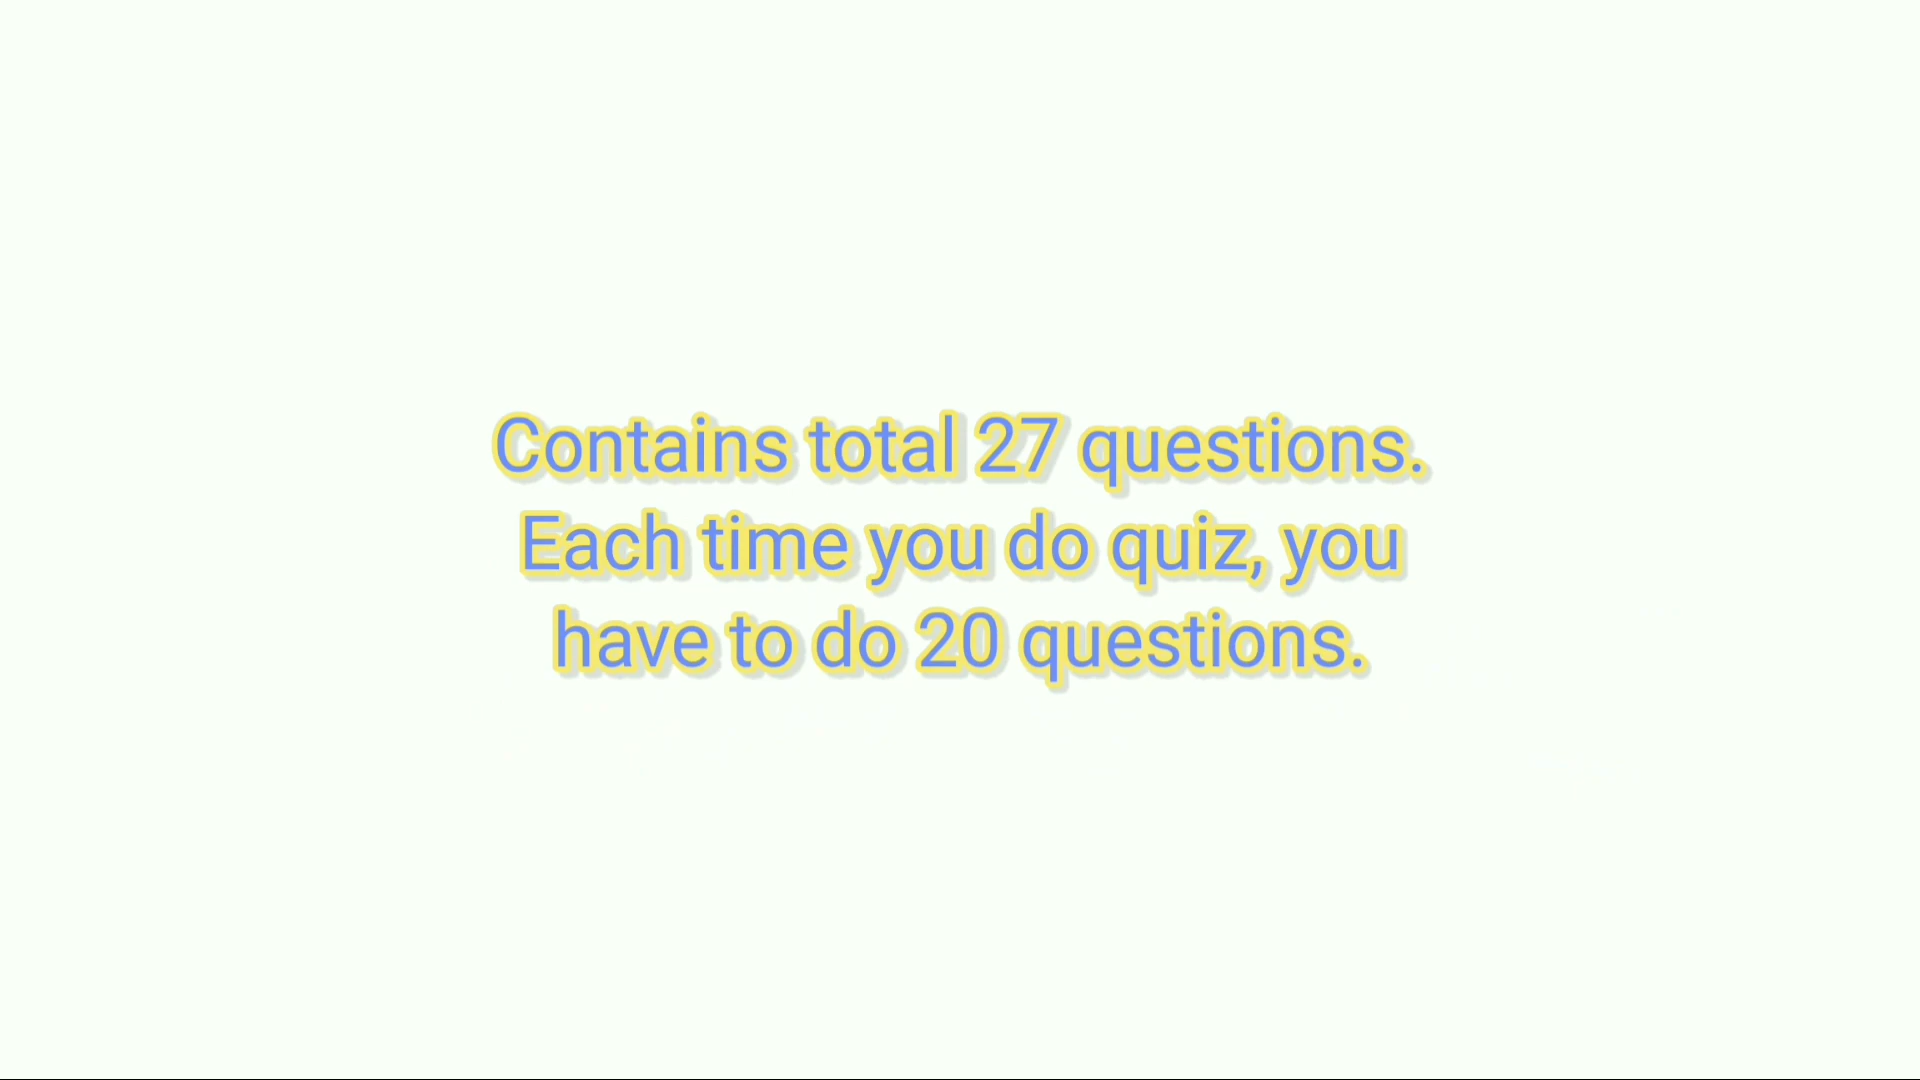 Contains total 27 questions.
Each time you do quiz, you
have to do 20 questions.